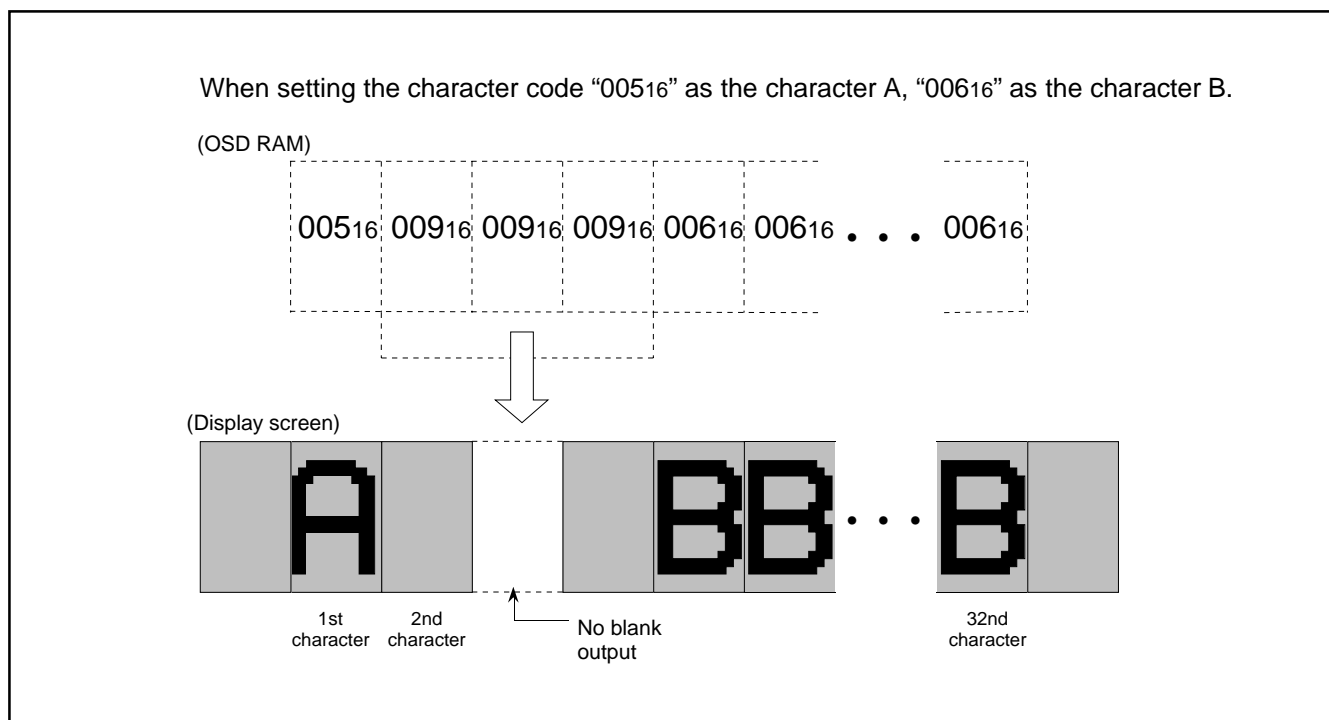 When setting the character code “00516” as the character A, “00616” as the character B.
(OSD RAM)
00516 00916 00916 00916 00616 00616 • • • 00616
(Display screen)
A B B • • • B
1st
character
2nd
character
No blank
output
32nd
character